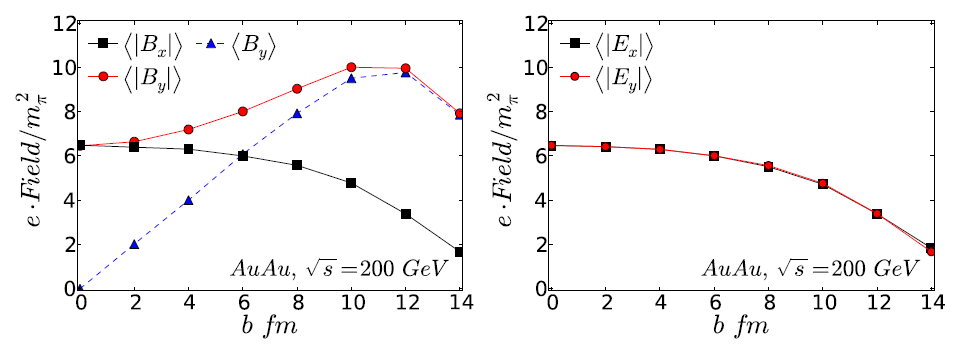 e·Field/m_π^2
12
10
8
6
4
2
0
⟨|B_x|⟩ ⟨B_y⟩
⟨|B_y|⟩
AuAu, √s =200 GeV
0 2 4 6 8 10 12 14
b fm
e·Field/m_π^2
12
10
8
6
4
2
0
⟨|E_x|⟩
⟨|E_y|⟩
AuAu, √s =200 GeV
0 2 4 6 8 10 12 14
b fm